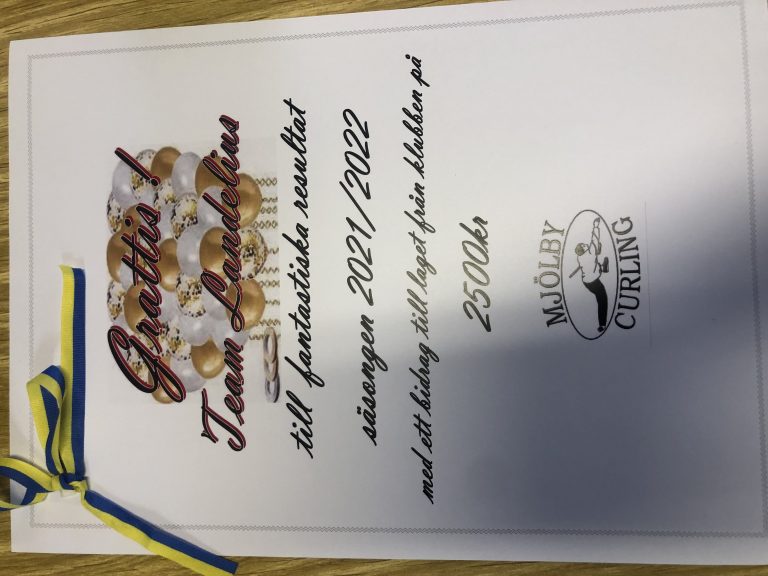 Grattis!
Team Landelius
till fantastiska resultat
säsongen 2021/2022
med ett bidrag till laget från klubben på
2500kr
MJÖLBY
CURLING